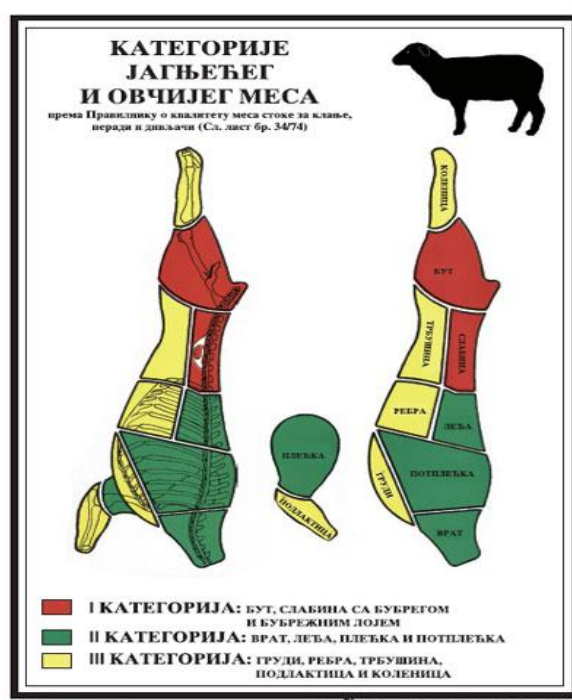 КАТЕГОРИЈЕ
ЈАГЊЕЋЕГ
И ОВЧИЈЕГ МЕСА
према Правилнику о квалитету меса стоке за клање,
перади и дивљачи (Сл. лист бр. 34/74)
КОЛЕНИЦА
БУТ
ТРБУШИНА
СЛАБИНА
РЕБРА
ЛЕЂА
ПЛЕЋКА
ПОТПЛЕЋКА
ГРУДИ
ПОДЛАКТИЦА
ВРАТ
I КАТЕГОРИЈА: БУТ, СЛАБИНА СА БУБРЕГОМ
И БУБРЕЖНИМ ЛОЈЕМ
II КАТЕГОРИЈА: ВРАТ, ЛЕЂА, ПЛЕЋКА И ПОТПЛЕЋКА
III КАТЕГОРИЈА: ГРУДИ, РЕБРА, ТРБУШИНА,
ПОДЛАКТИЦА И КОЛЕНИЦА